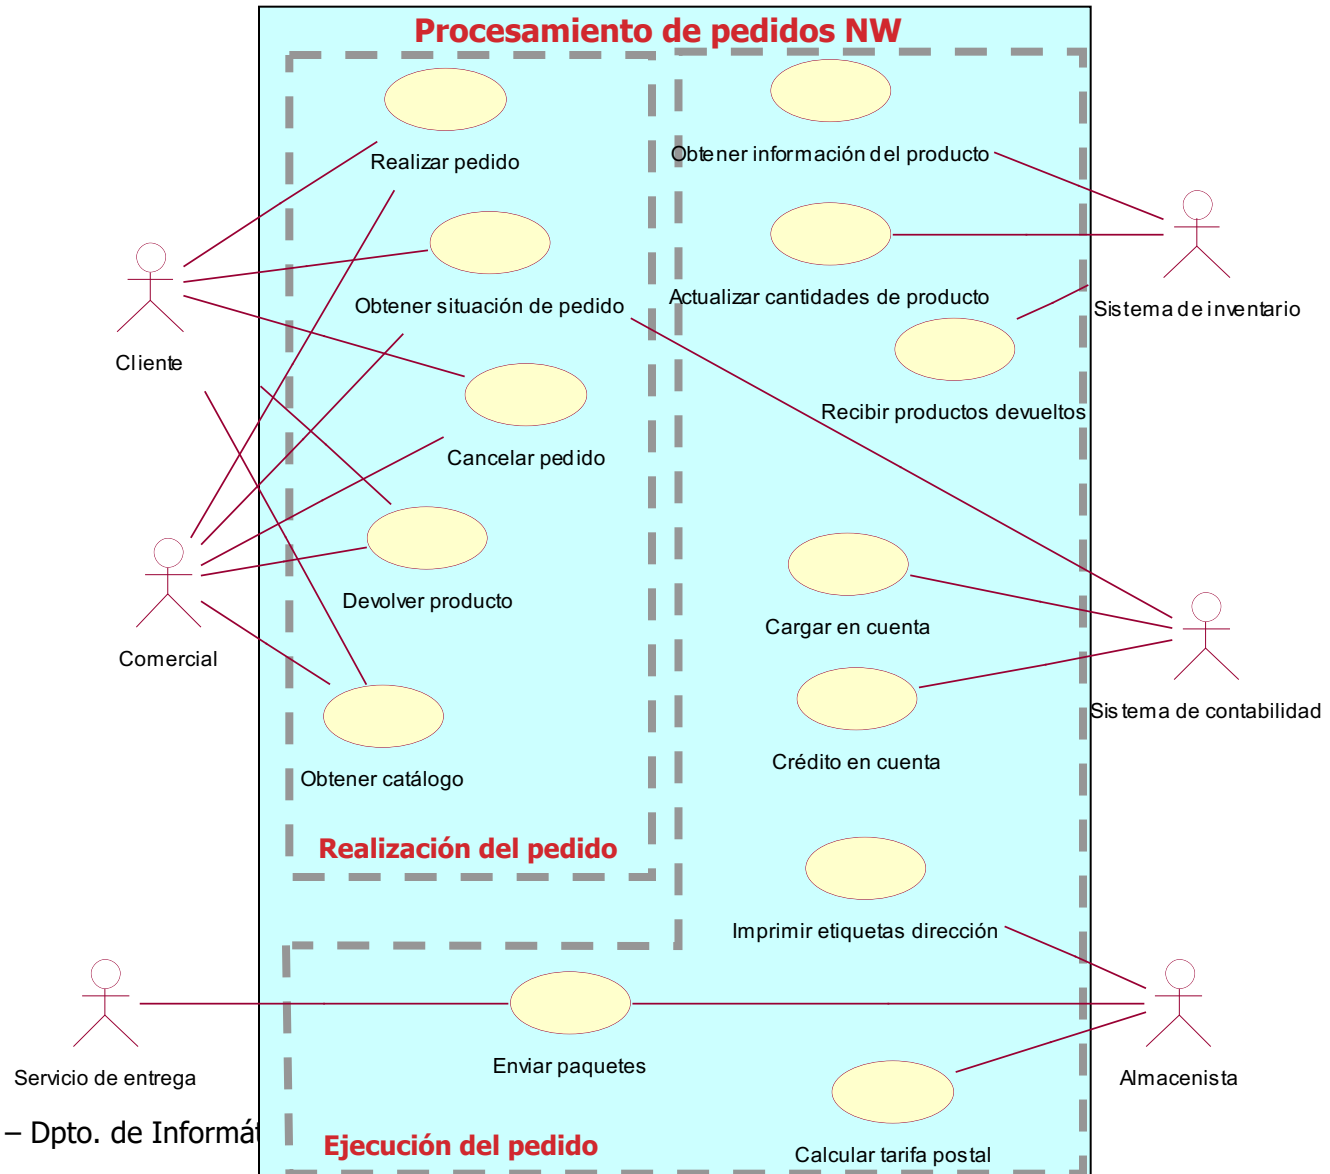 Procesamiento de pedidos NW
Realizar pedido
Obtener información del producto
Obtener situación de pedido
Actualizar cantidades de producto
Sistema de inventario
Cliente
Recibir productos devueltos
Cancelar pedido
Devolver producto
Cargar en cuenta
Comercial
Sistema de contabilidad
Crédito en cuenta
Obtener catálogo
Realización del pedido
Imprimir etiquetas dirección
Enviar paquetes
Servicio de entrega
Almacenista
– Dpto. de Informát
Ejecución del pedido
Calcular tarifa postal